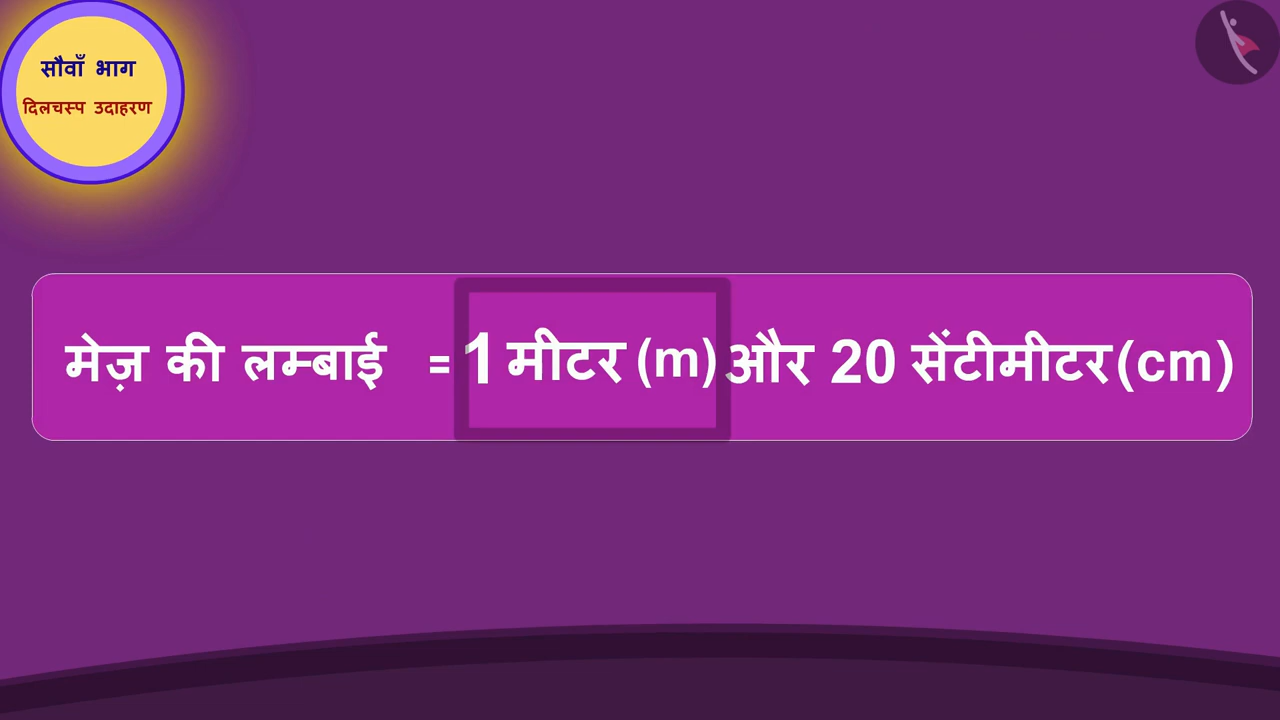 सौवाँ भाग
दिलचस्प उदाहरण
मेज़ की लम्बाई = 1 मीटर (m) और 20 सेंटीमीटर (cm)